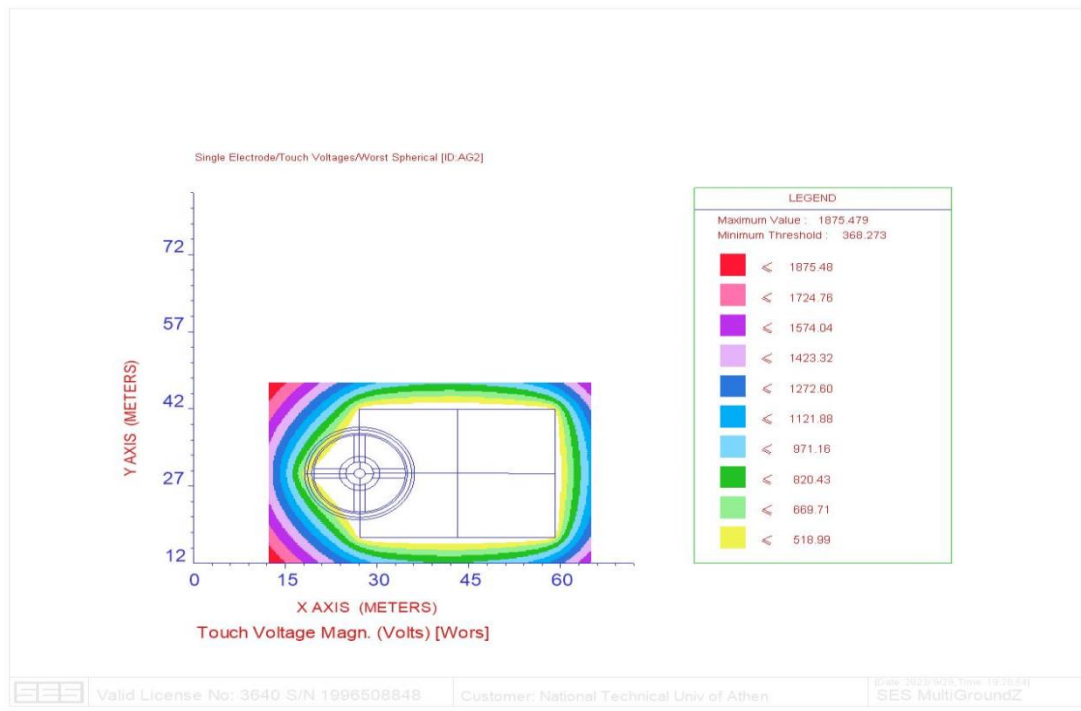 Single Electrode/Touch Voltages/Worst Spherical [ID:AG2]
LEGEND
Maximum Value : 1875.479
Minimum Threshold : 368.273
≤ 1875.48
≤ 1724.76
≤ 1574.04
≤ 1423.32
≤ 1272.60
≤ 1121.88
≤ 971.16
≤ 820.43
≤ 669.71
≤ 518.99
Y AXIS (METERS)
72
57
42
27
12
0 15 30 45 60
X AXIS (METERS)
Touch Voltage Magn. (Volts) [Wors]
SES
Valid License No: 3640 S/N 1996508848
Customer: National Technical Univ of Athen
SES MultiGroundZ